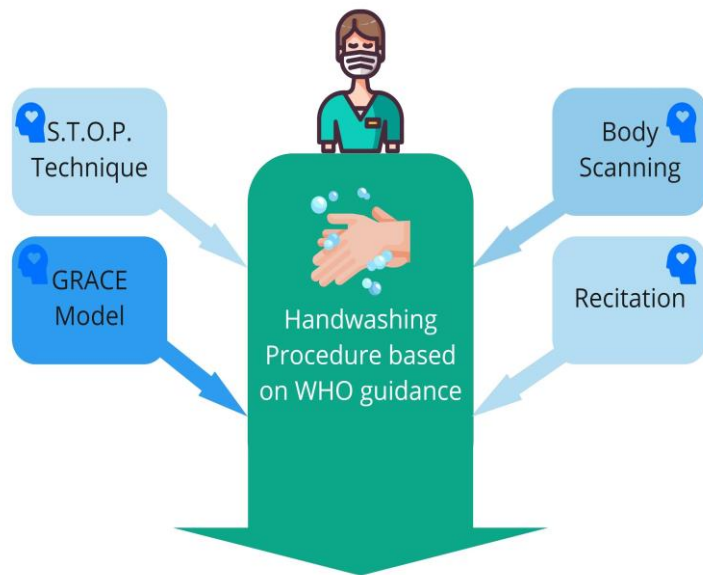 S.T.O.P.
Technique
Body
Scanning
GRACE
Model
Recitation
Handwashing
Procedure based
on WHO guidance